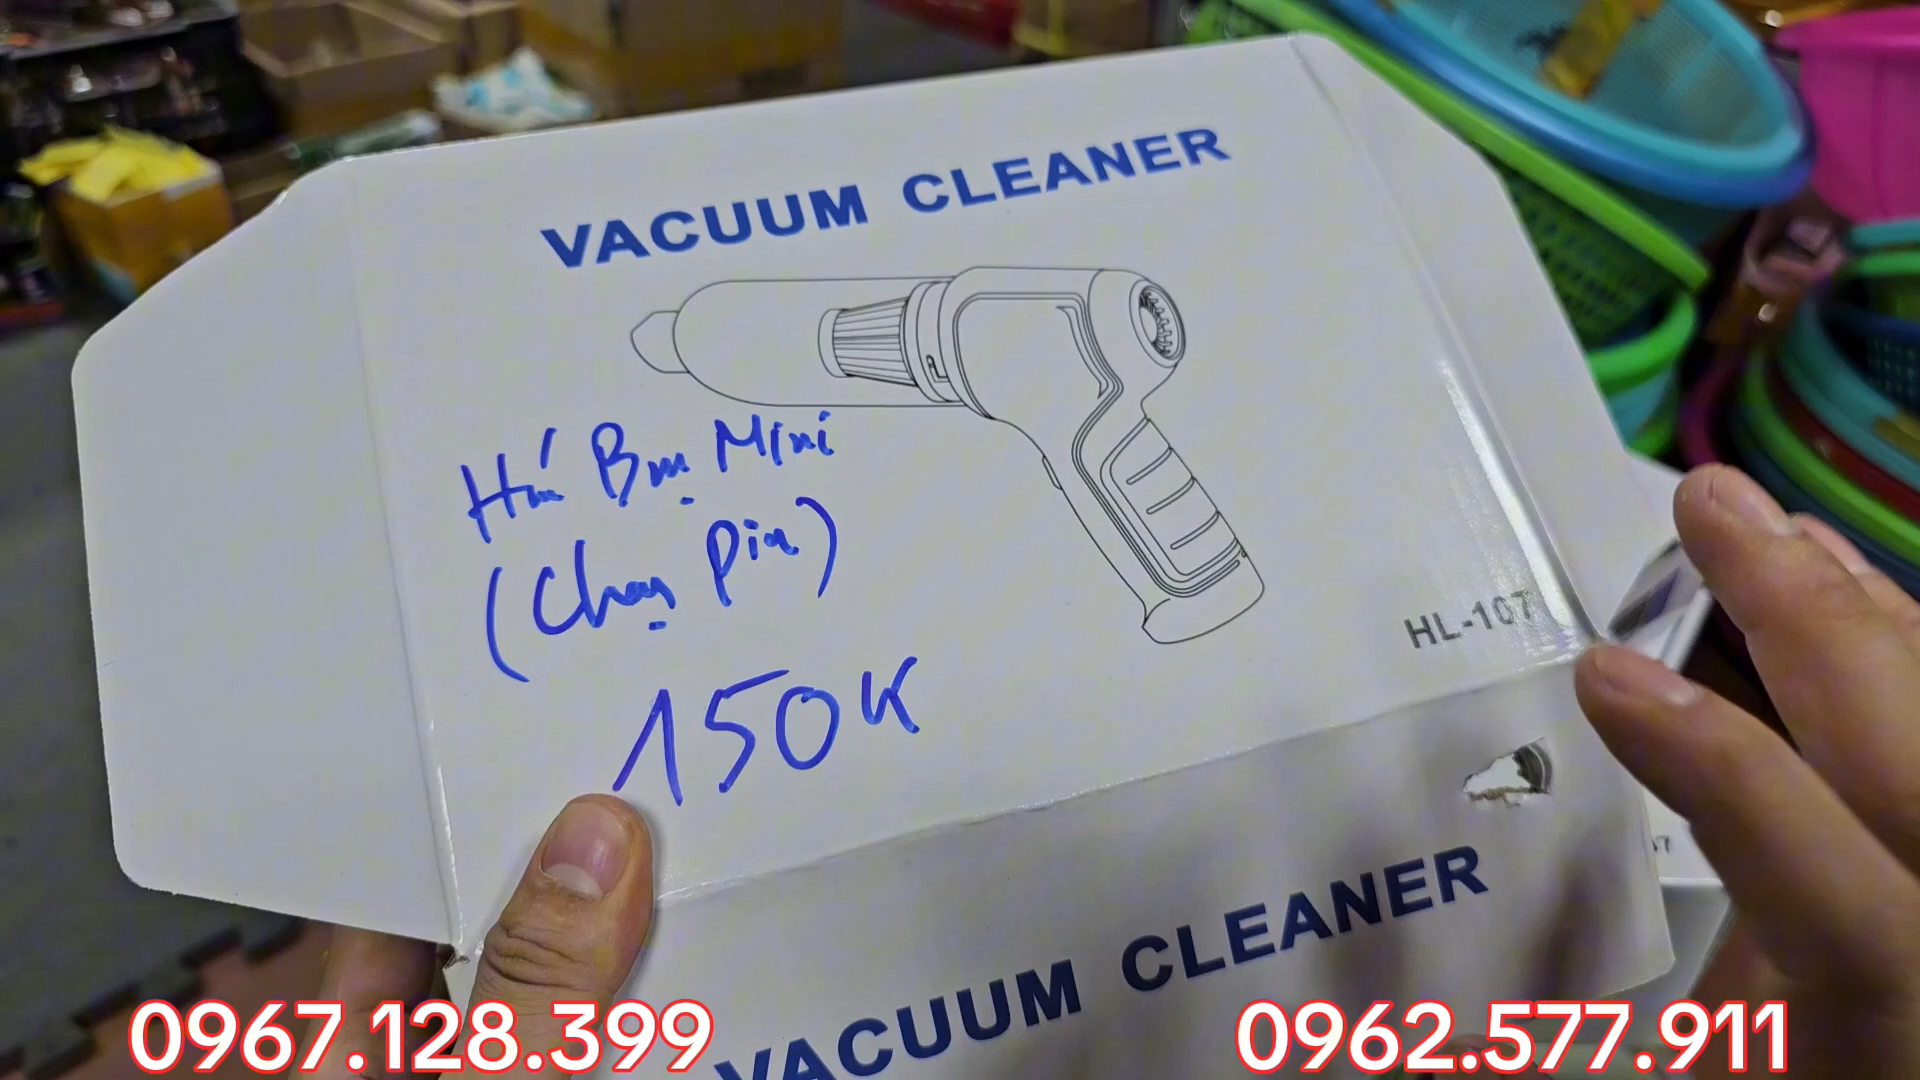 VACUUM CLEANER
Hút Bụi Mini
(Chạy Pin)
150K
HL-107
VACUUM CLEANER
0967.128.399
0962.577.911